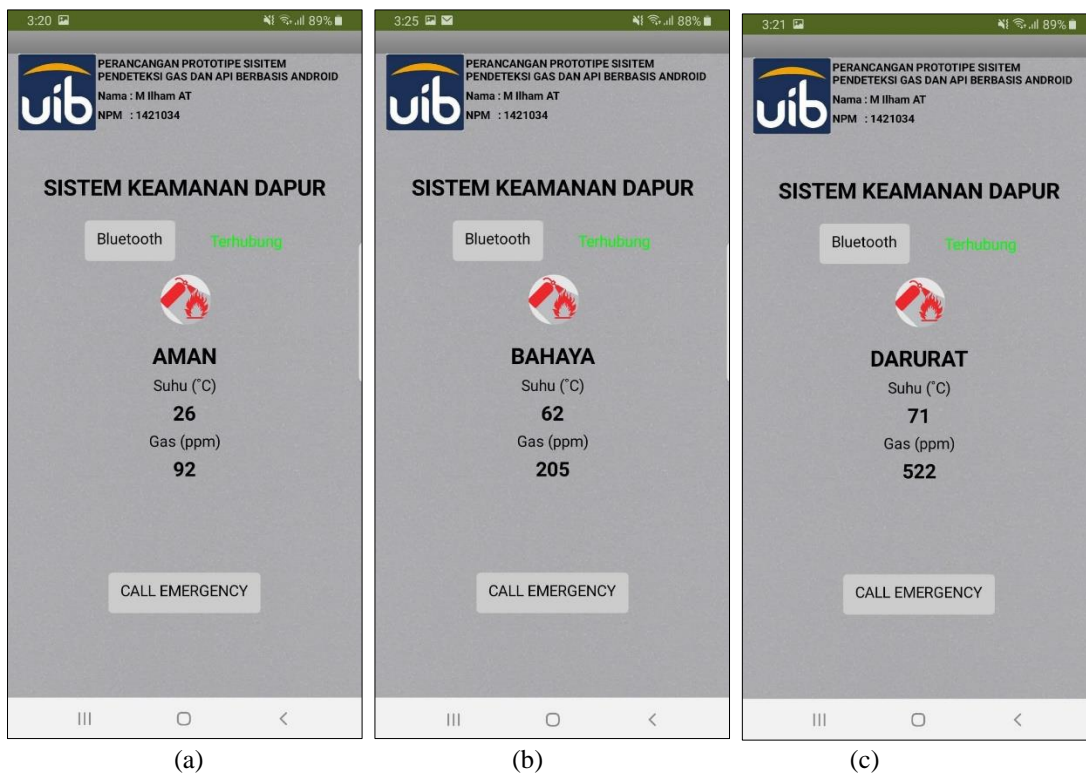 3:20 89%
PERANCANGAN PROTOTIPE SISITEM
PENDETEKSI GAS DAN API BERBASIS ANDROID
Nama : M Ilham AT
NPM : 1421034
uib
SISTEM KEAMANAN DAPUR
Bluetooth Terhubung
AMAN
Suhu (°C)
26
Gas (ppm)
92
CALL EMERGENCY
(a)
3:25 88%
PERANCANGAN PROTOTIPE SISITEM
PENDETEKSI GAS DAN API BERBASIS ANDROID
Nama : M Ilham AT
NPM : 1421034
uib
SISTEM KEAMANAN DAPUR
Bluetooth Terhubung
BAHAYA
Suhu (°C)
62
Gas (ppm)
205
CALL EMERGENCY
(b)
3:21 89%
PERANCANGAN PROTOTIPE SISITEM
PENDETEKSI GAS DAN API BERBASIS ANDROID
Nama : M Ilham AT
NPM : 1421034
uib
SISTEM KEAMANAN DAPUR
Bluetooth Terhubung
DARURAT
Suhu (°C)
71
Gas (ppm)
522
CALL EMERGENCY
(c)